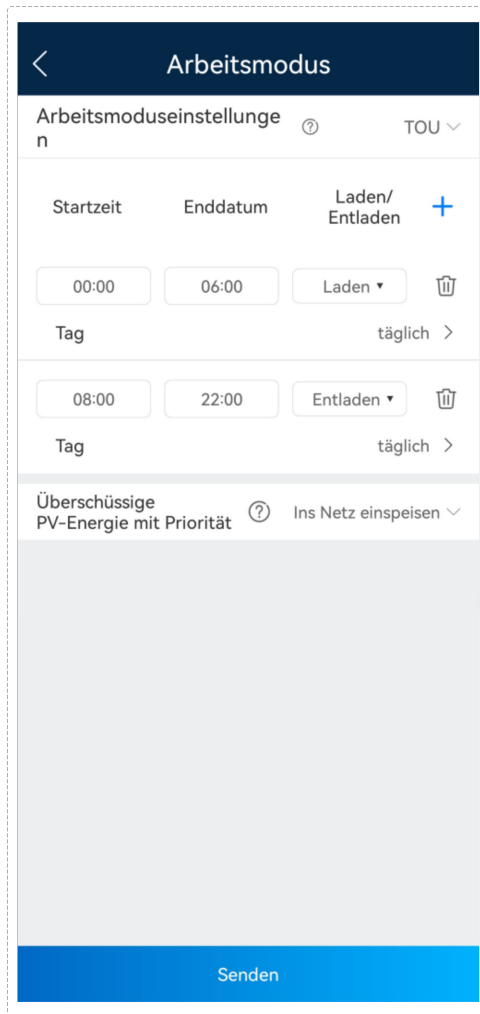 Arbeitsmodus
Arbeitsmoduseinstellunge
n
TOU
Startzeit Enddatum Laden/
Entladen
00:00 06:00 Laden
Tag täglich
08:00 22:00 Entladen
Tag täglich
Überschüssige
PV-Energie mit Priorität
Ins Netz einspeisen
Senden